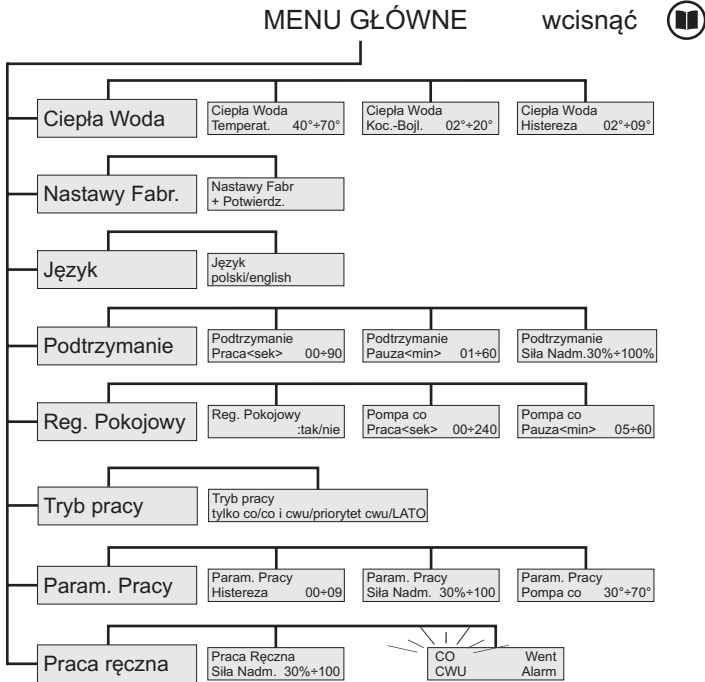 MENU GŁÓWNE wcisnąć
Ciepła Woda
Ciepła Woda
Temperat. 40°÷70°
Ciepła Woda
Koc.-Bojl. 02°÷20°
Ciepła Woda
Histereza 02°÷09°
Nastawy Fabr.
Nastawy Fabr
+ Potwierdz.
Język
Język
polski/english
Podtrzymanie
Podtrzymanie
Praca<sek> 00÷90
Podtrzymanie
Pauza<min> 01÷60
Podtrzymanie
Siła Nadm.30%÷100%
Reg. Pokojowy
Reg. Pokojowy
:tak/nie
Pompa co
Praca<sek> 00÷240
Pompa co
Pauza<min> 05÷60
Tryb pracy
Tryb pracy
tylko co/co i cwu/priorytet cwu/LATO
Param. Pracy
Param. Pracy
Histereza 00÷09
Param. Pracy
Siła Nadm. 30%÷100
Param. Pracy
Pompa co 30°÷70°
Praca ręczna
Praca Ręczna
Siła Nadm. 30%÷100
CO Went
CWU Alarm